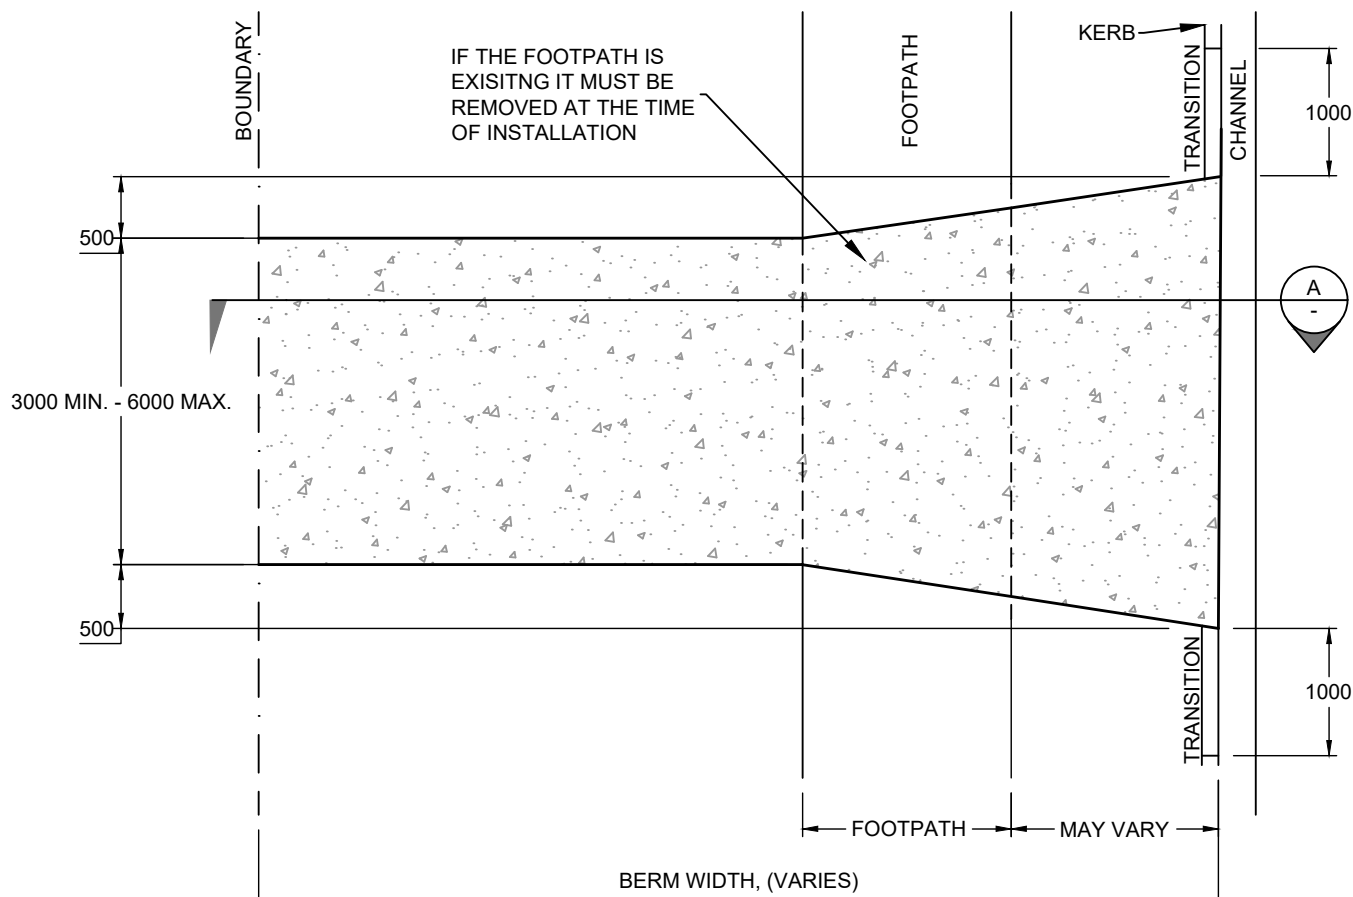 KERB
BOUNDARY
IF THE FOOTPATH IS
EXISITNG IT MUST BE
REMOVED AT THE TIME
OF INSTALLATION
FOOTPATH
TRANSITION
CHANNEL
1000
500
A
-
3000 MIN. - 6000 MAX.
500
TRANSITION
1000
FOOTPATH
MAY VARY
BERM WIDTH, (VARIES)